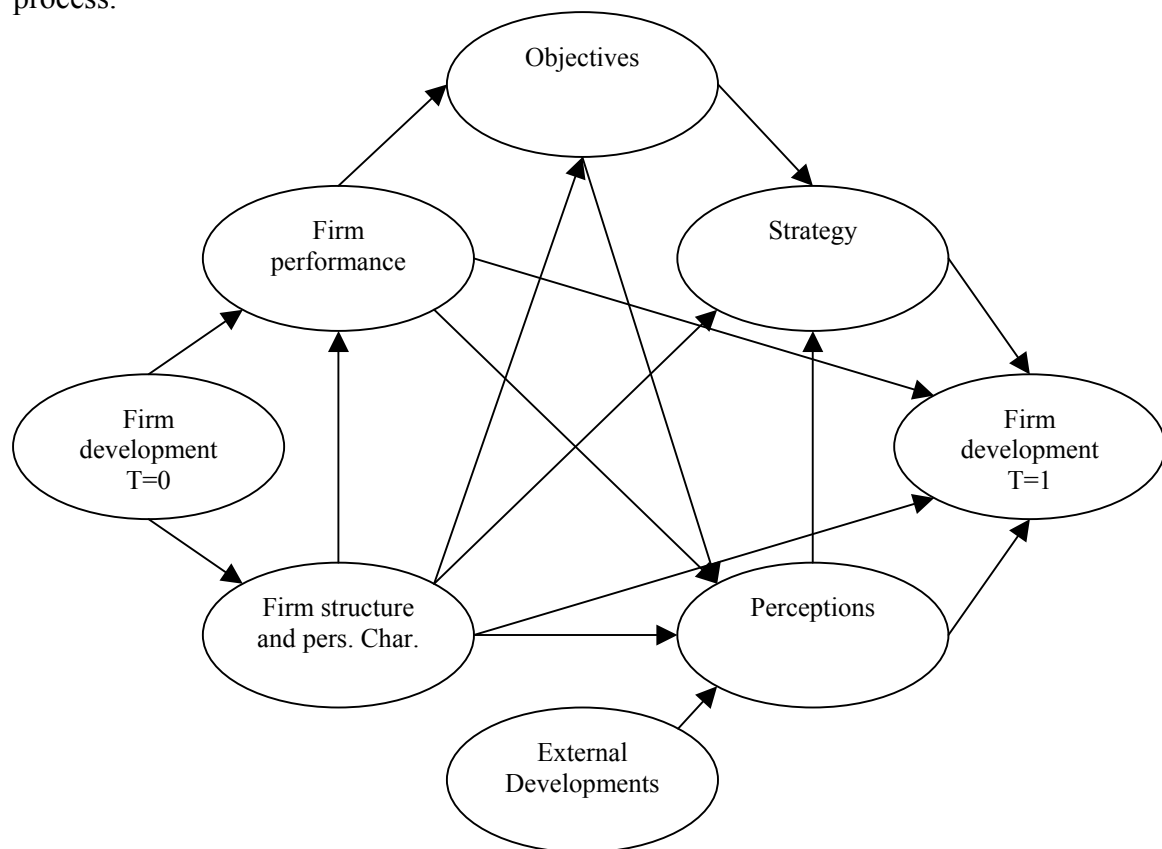 process.
Objectives
Firm
performance
Strategy
Firm
development
T=0
Firm
development
T=1
Firm structure
and pers. Char.
Perceptions
External
Developments